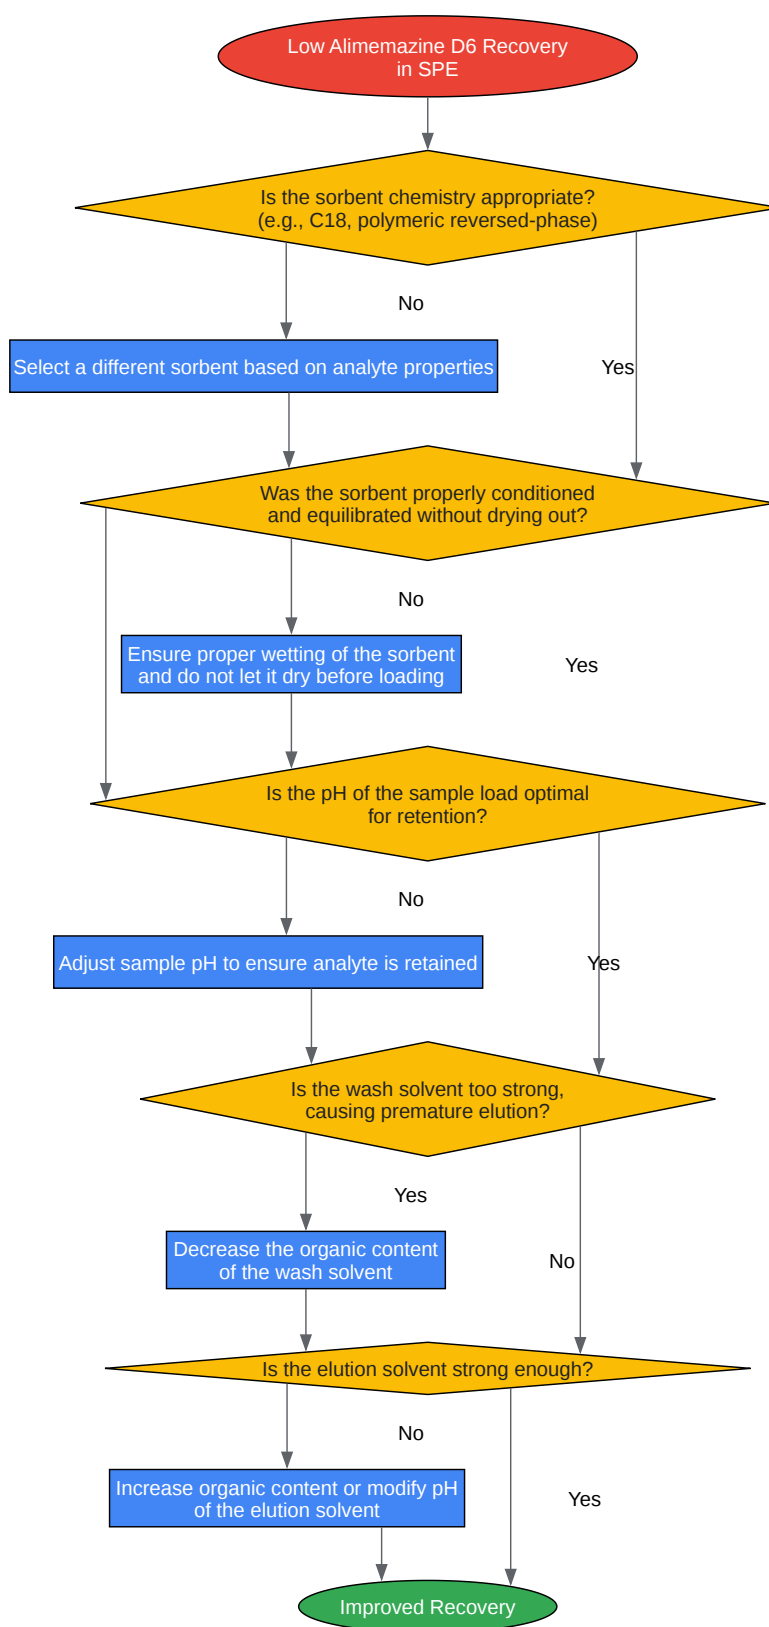 Low Alimemazine D6 Recovery
in SPE
Is the sorbent chemistry appropriate?
(e.g., C18, polymeric reversed-phase)
No
Select a different sorbent based on analyte properties
Yes
Was the sorbent properly conditioned
and equilibrated without drying out?
No
Ensure proper wetting of the sorbent
and do not let it dry before loading
Yes
Is the pH of the sample load optimal
for retention?
No
Adjust sample pH to ensure analyte is retained
Yes
Is the wash solvent too strong,
causing premature elution?
Yes
Decrease the organic content
of the wash solvent
No
Is the elution solvent strong enough?
No
Increase organic content or modify pH
of the elution solvent
Yes
Improved Recovery